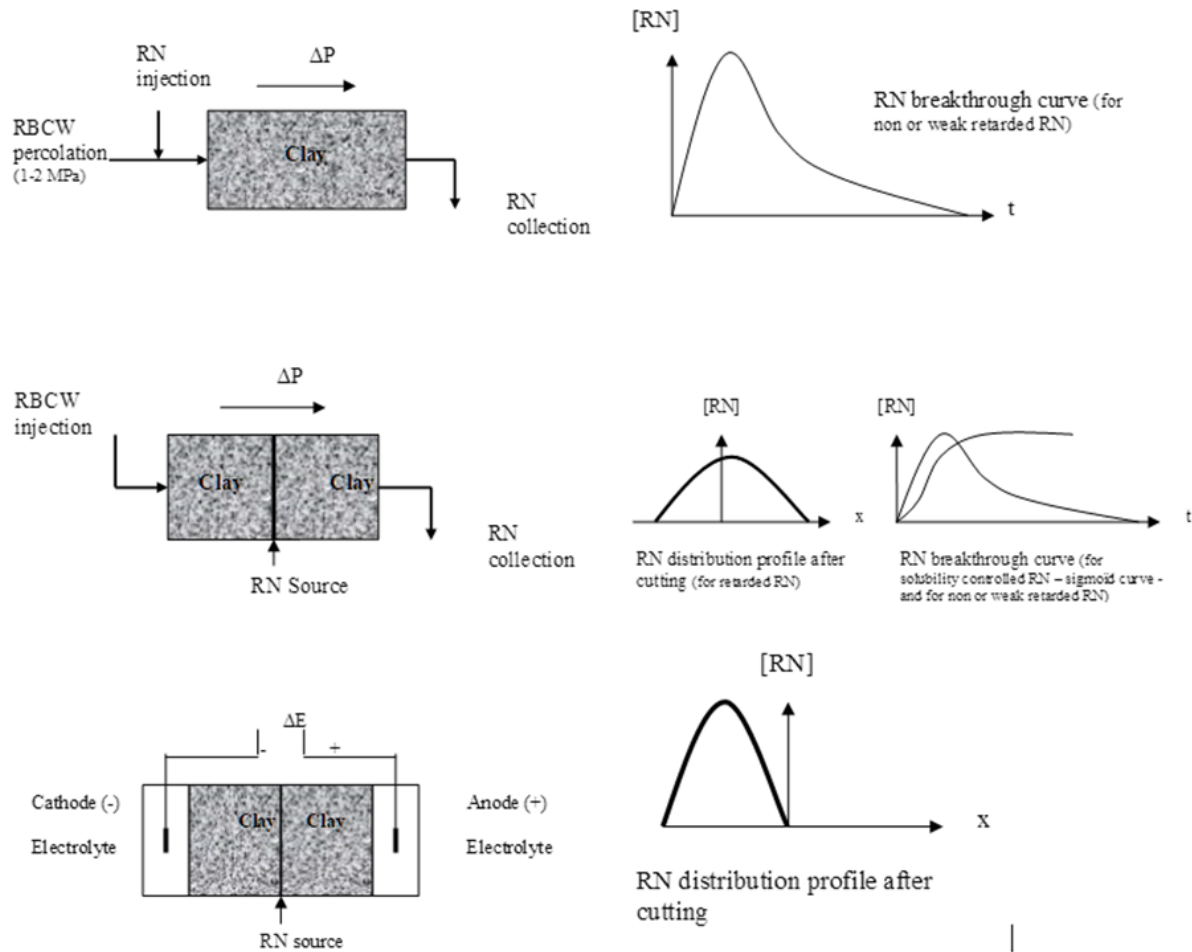 [RN]
RN
injection
ΔP
RBCW
percolation
(1-2 MPa)
Clay
RN
collection
RN breakthrough curve (for
non or weak retarded RN)
t
RBCW
injection
ΔP
Clay
Clay
RN
collection
RN Source
[RN]
x
RN distribution profile after
cutting (for retarded RN)
[RN]
t
RN breakthrough curve (for
solubility controlled RN – sigmoïd curve -
and for non or weak retarded RN)
ΔE
-
+
Cathode (-)
Electrolyte
Clay
Clay
Anode (+)
Electrolyte
RN source
[RN]
x
RN distribution profile after
cutting